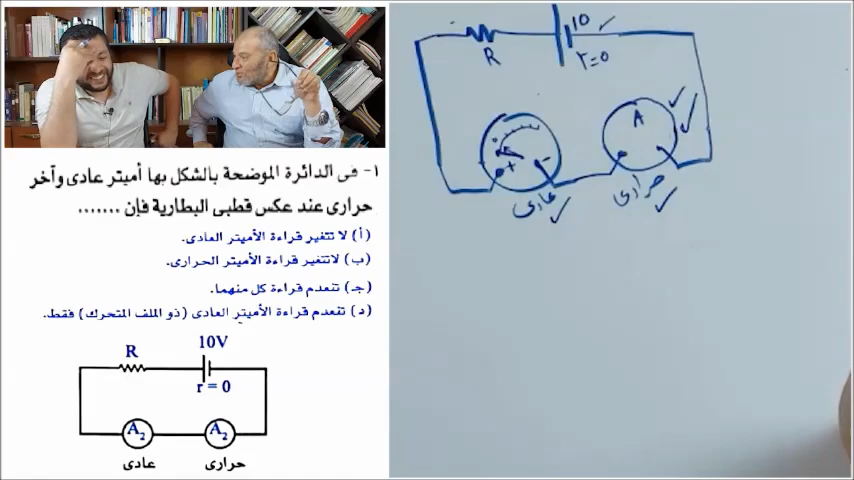 ١- فى الدائرة الموضحة بالشكل بها أميتر عادى وآخر
حرارى عند عكس قطبى البطارية فإن .......
(أ) لا تتغير قراءة الأميتر العادى.
(ب) لاتتغير قراءة الأميتر الحرارى.
(جـ) تنعدم قراءة كل منهما.
(د) تنعدم قراءة الأميتر العادى (ذو الملف المتحرك) فقط.
R
10V
r = 0
A2
A2
عادى
حرارى
10
R
r=0
A
+
-
عادى
حرارى